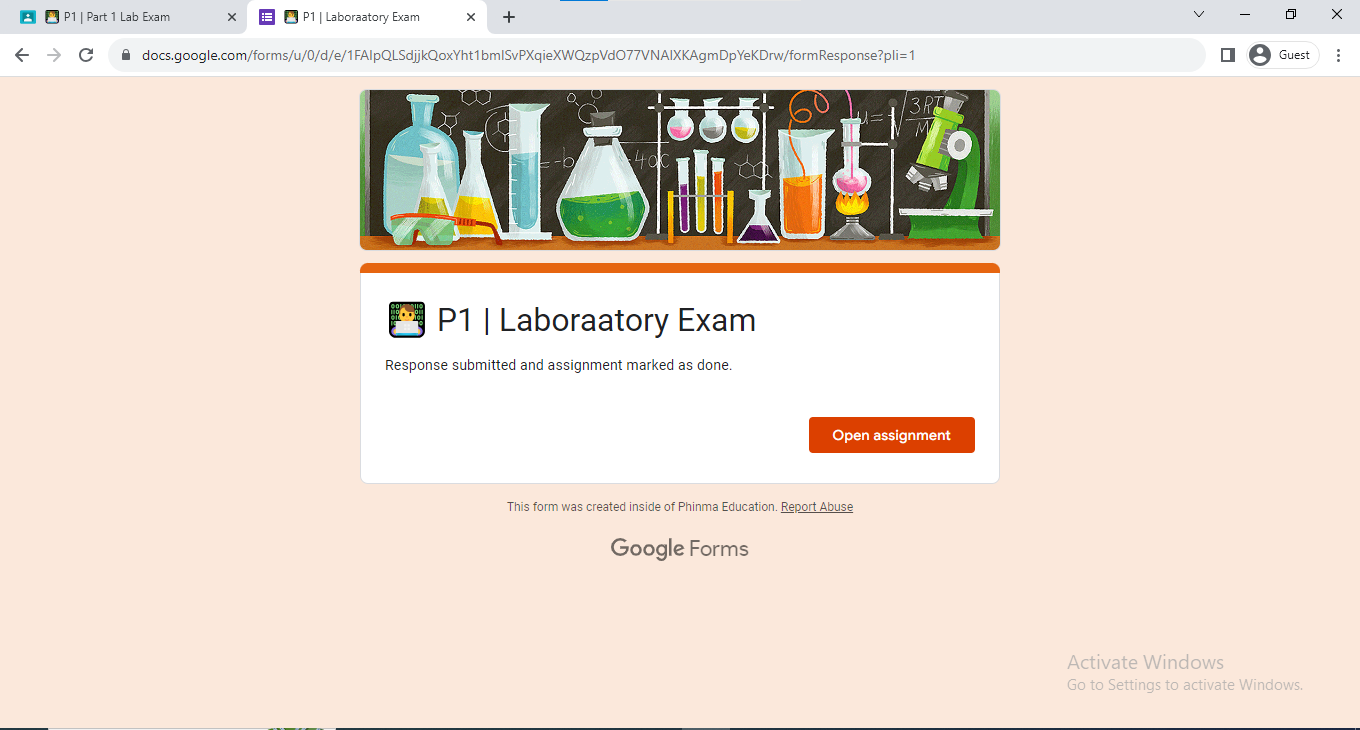 P1 | Part 1 Lab Exam
P1 | Laboraatory Exam
docs.google.com/forms/u/0/d/e/1FAIpQLSdjjkQoxYht1bmISvPXqieXWQzpVdO77VNAIXKAgmDpYeKDrw/formResponse?pli=1
Guest
P1 | Laboraatory Exam
Response submitted and assignment marked as done.
Open assignment
This form was created inside of Phinma Education. Report Abuse
Google Forms
Activate Windows
Go to Settings to activate Windows.